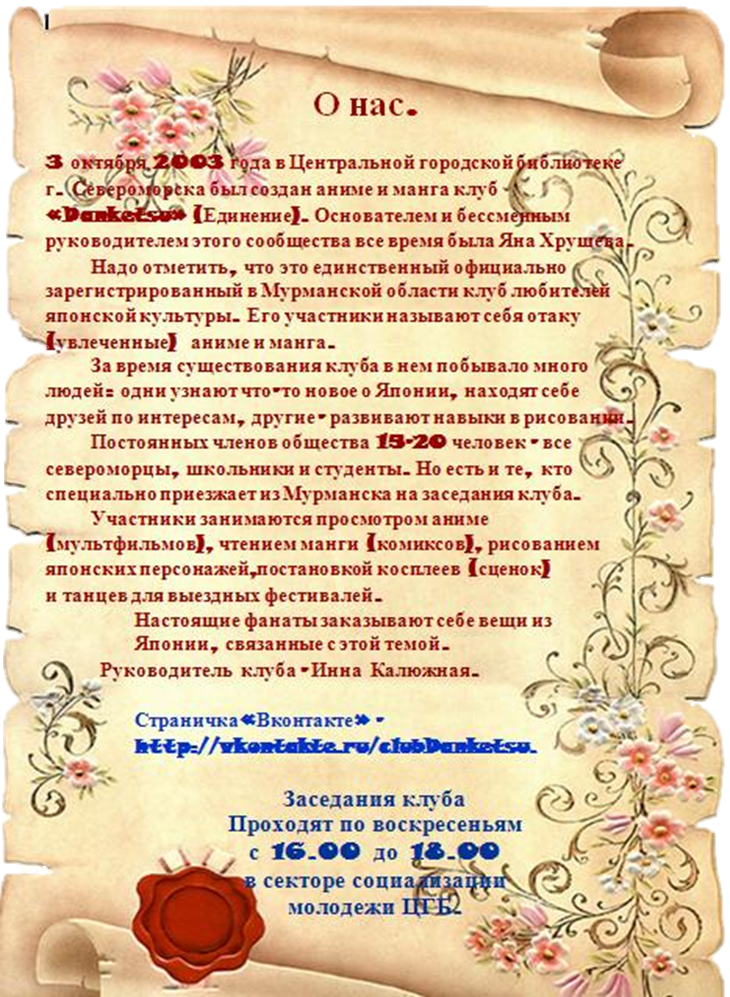 О нас.
3 октября 2003 года в Центральной городской библиотеке
г. Североморска был создан аниме и манга клуб -
«Danketsu» (Единение). Основателем и бессменным
руководителем этого сообщества все время была Яна Хрущева.
Надо отметить, что это единственный официально
зарегистрированный в Мурманской области клуб любителей
японской культуры. Его участники называют себя отаку
(увлеченные) аниме и манга.
За время существования клуба в нем побывало много
людей: одни узнают что-то новое о Японии, находят себе
друзей по интересам, другие - развивают навыки в рисовании.
Постоянных членов общества 15-20 человек - все
североморцы, школьники и студенты. Но есть и те, кто
специально приезжает из Мурманска на заседания клуба.
Участники занимаются просмотром аниме
(мультфильмов), чтением манги (комиксов), рисованием
японских персонажей,постановкой косплеев (сценок)
и танцев для выездных фестивалей.
Настоящие фанаты заказывают себе вещи из
Японии, связанные с этой темой.
Руководитель клуба - Инна Калюжная.
Страничка «Вконтакте» -
http://vkontakte.ru/clubDanketsu.
Заседания клуба
Проходят по воскресеньям
с 16.00 до 18.00
в секторе социализации
молодежи ЦГБ.